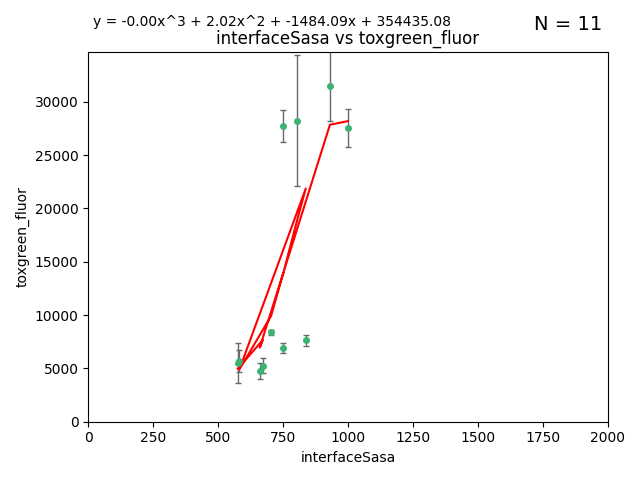 y = -0.00x^3 + 2.02x^2 + -1484.09x + 354435.08
N = 11
interfaceSasa vs toxgreen_fluor
30000
25000
20000
15000
10000
5000
0
toxgreen_fluor
0 250 500 750 1000 1250 1500 1750 2000
interfaceSasa